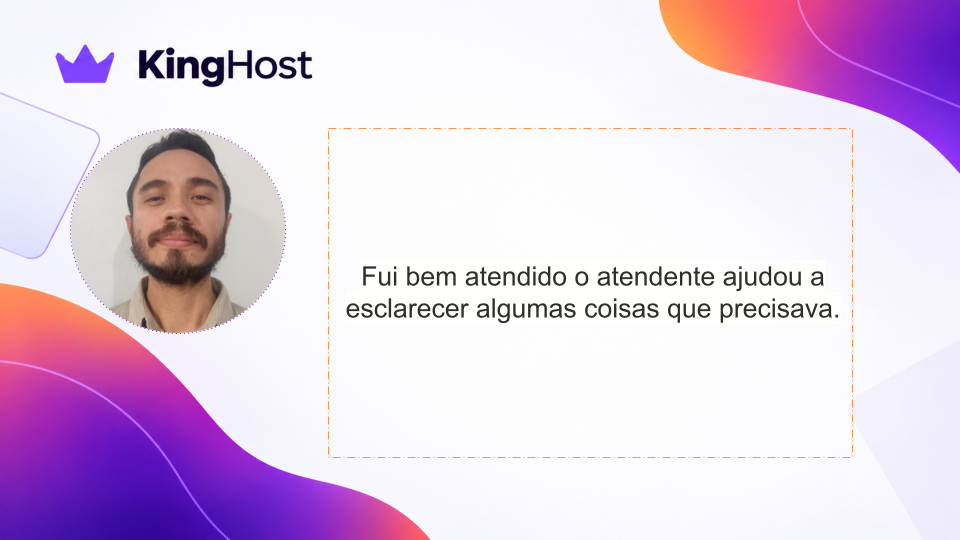 KingHost
Fui bem atendido o atendente ajudou a
esclarecer algumas coisas que precisava.